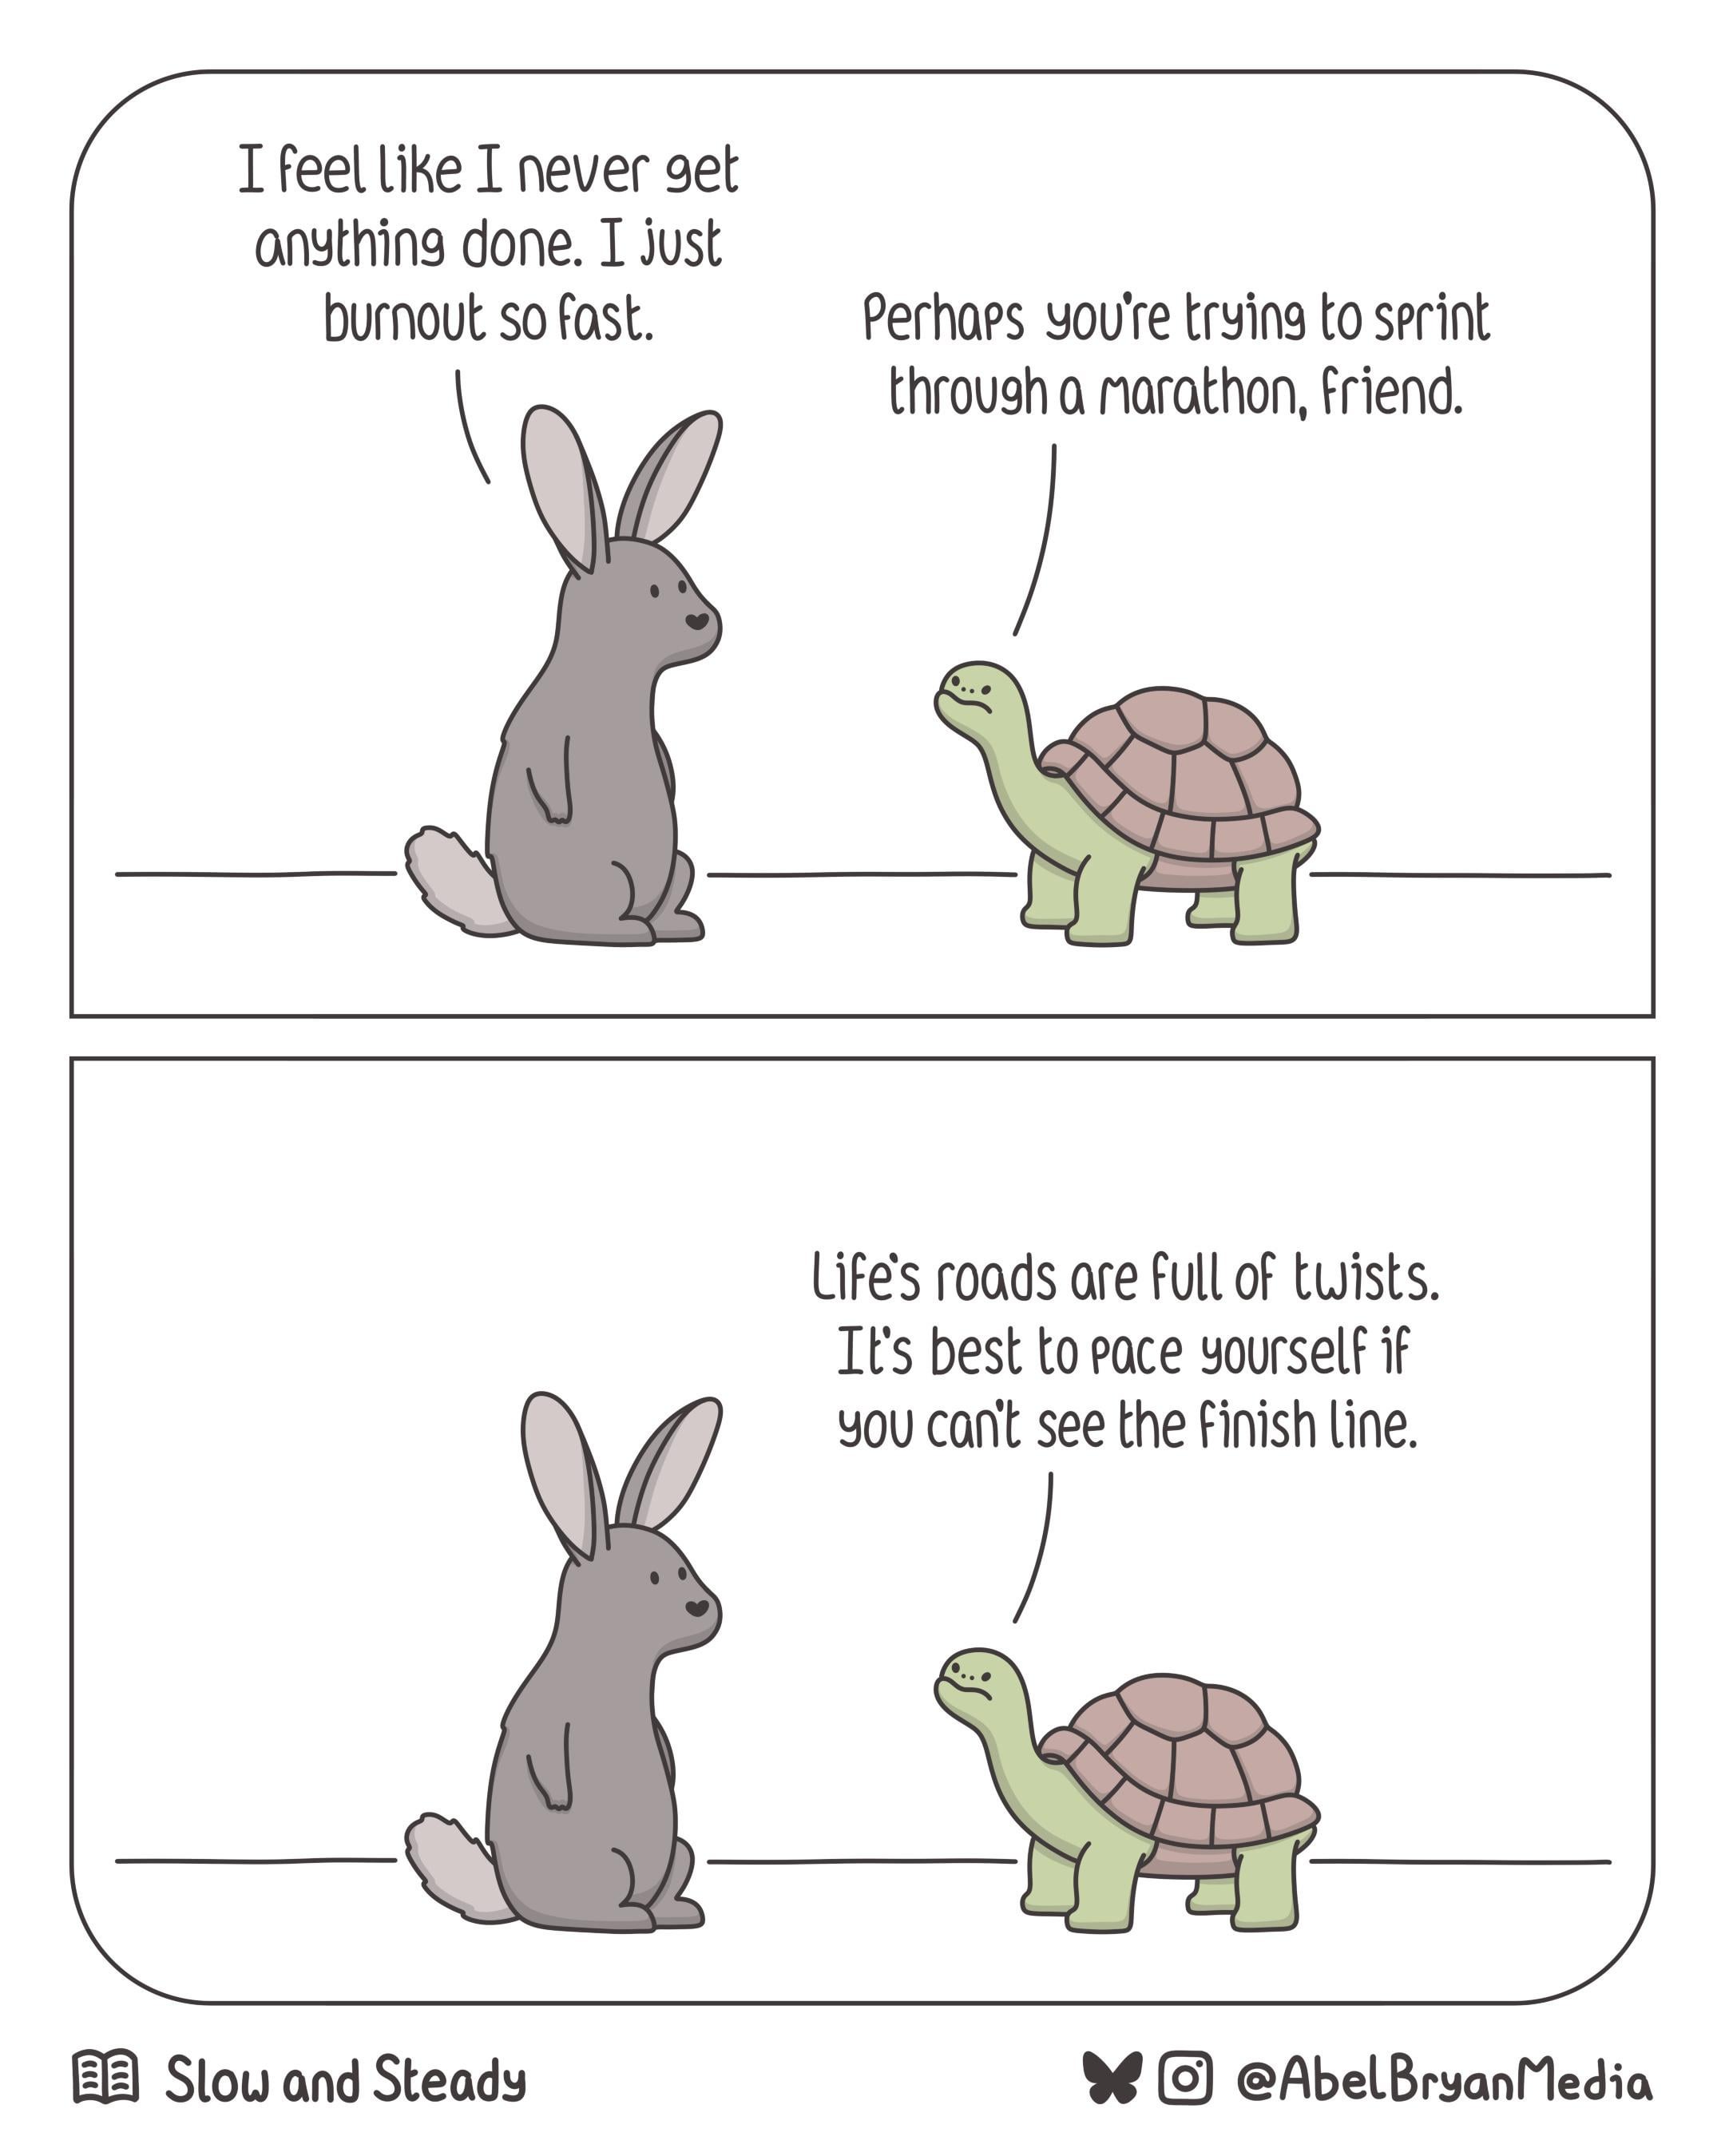 I feel like I never get
anything done. I just
burnout so fast.
Perhaps you're trying to sprint
through a marathon, friend.
Life's roads are full of twists.
It's best to pace yourself if
you can't see the finish line.
Slow and Steady
@AbelBryanMedia